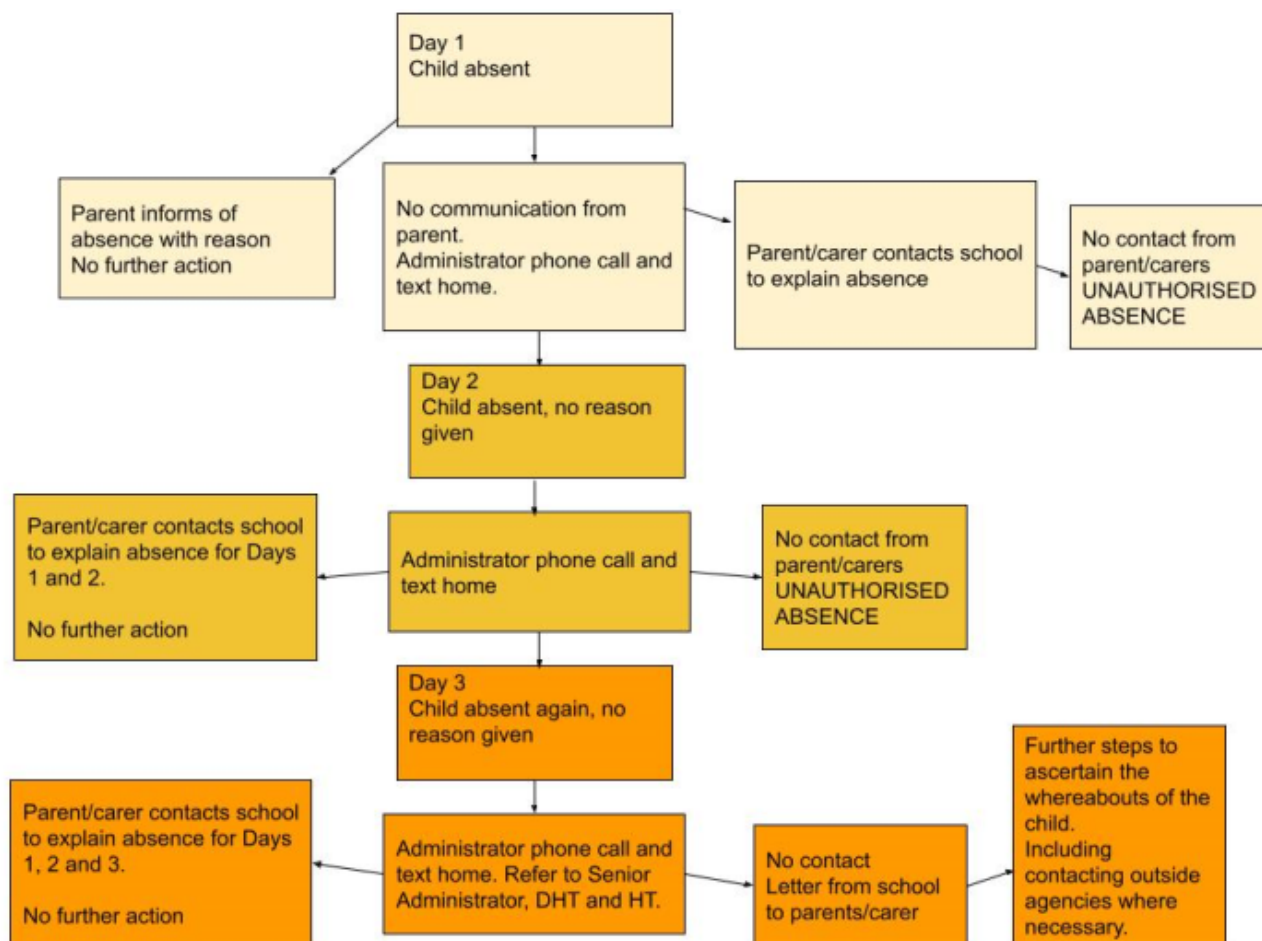 Day 1
Child absent
Parent informs of
absence with reason
No further action
No communication from
parent.
Administrator phone call and
text home.
Parent/carer contacts school
to explain absence
No contact from
parent/carers
UNAUTHORISED
ABSENCE
Day 2
Child absent, no reason
given
Parent/carer contacts school
to explain absence for Days
1 and 2.
No further action
Administrator phone call and
text home
No contact from
parent/carers
UNAUTHORISED
ABSENCE
Day 3
Child absent again, no
reason given
Parent/carer contacts school
to explain absence for Days
1, 2 and 3.
No further action
Administrator phone call and
text home. Refer to Senior
Administrator, DHT and HT.
No contact
Letter from school
to parents/carer
Further steps to
ascertain the
whereabouts of the
child.
Including
contacting outside
agencies where
necessary.